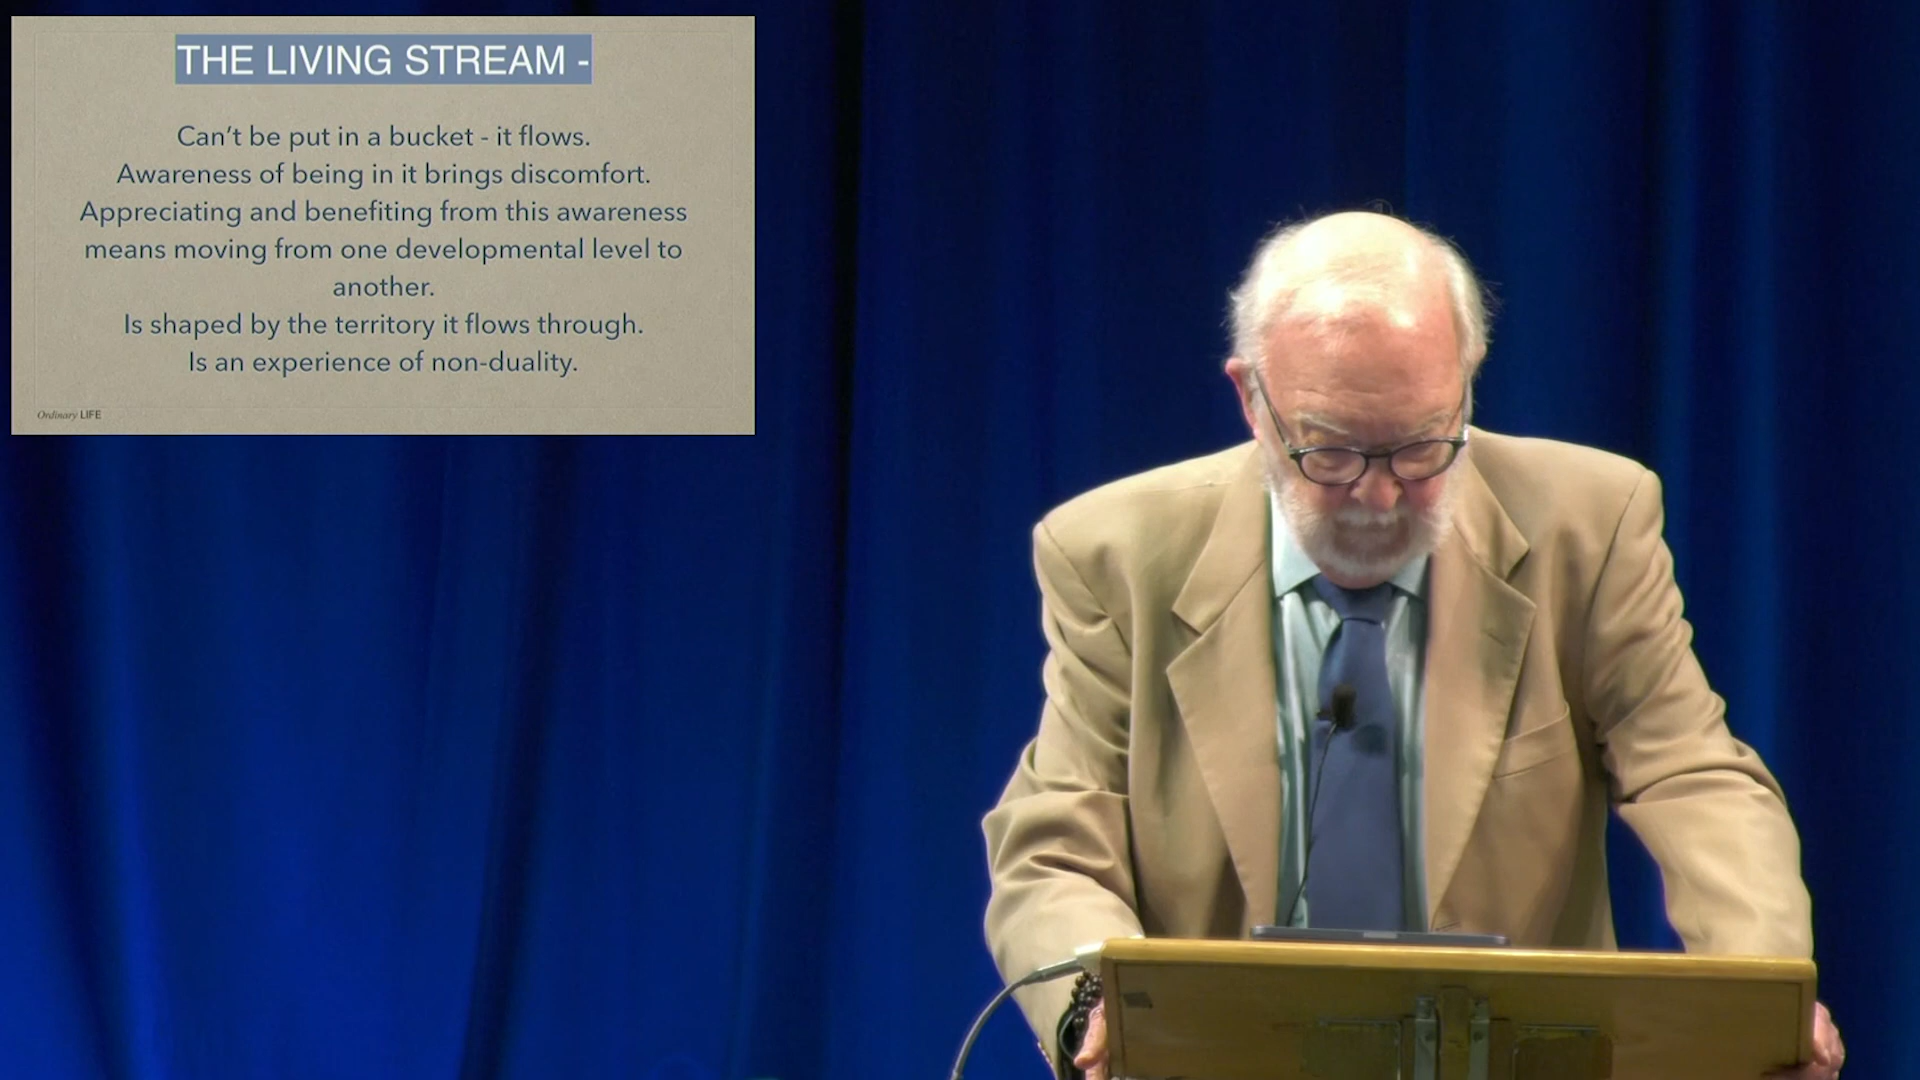 THE LIVING STREAM -
Can't be put in a bucket - it flows.
Awareness of being in it brings discomfort.
Appreciating and benefiting from this awareness
means moving from one developmental level to
another.
Is shaped by the territory it flows through.
Is an experience of non-duality.
Ordinary LIFE